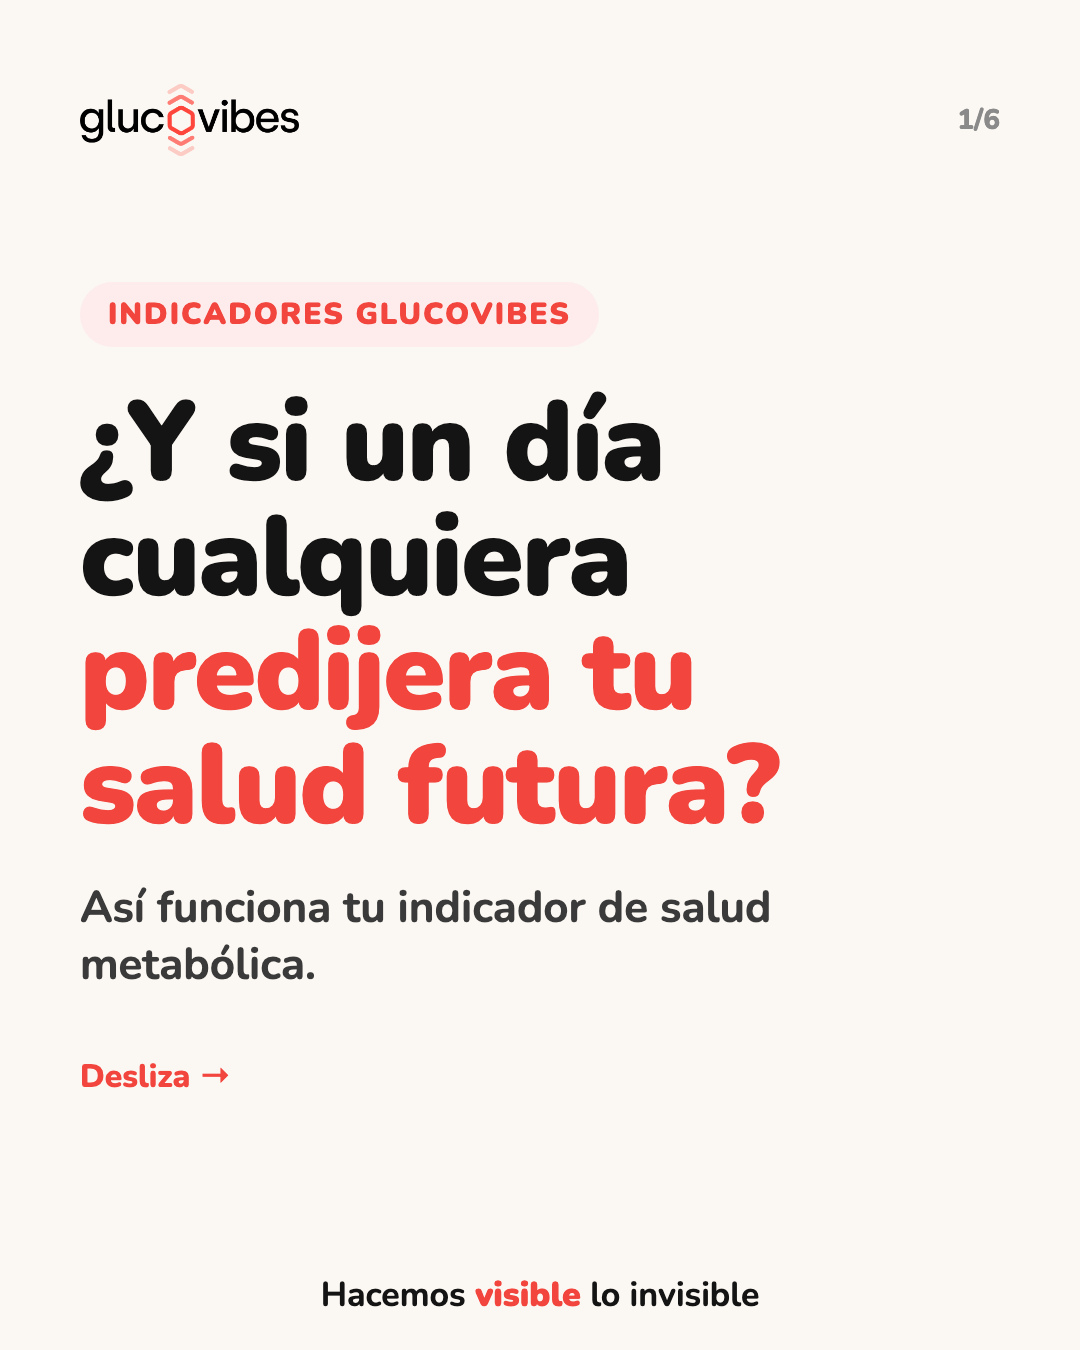 glucovibes
1/6
INDICADORES GLUCOVIBES
¿Y si un día
cualquiera
predijera tu
salud futura?
Así funciona tu indicador de salud
metabólica.
Desliza →
Hacemos visible lo invisible